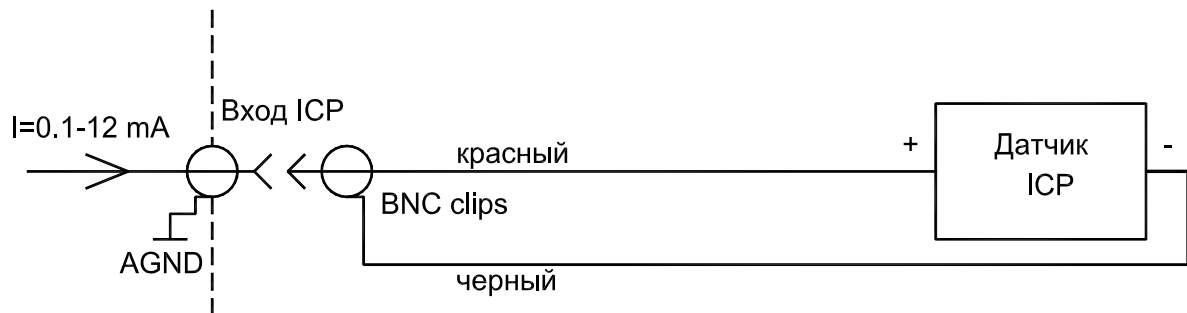 Вход ICP
I=0.1-12 mA
красный
+
Датчик
ICP
-
BNC clips
AGND
черный